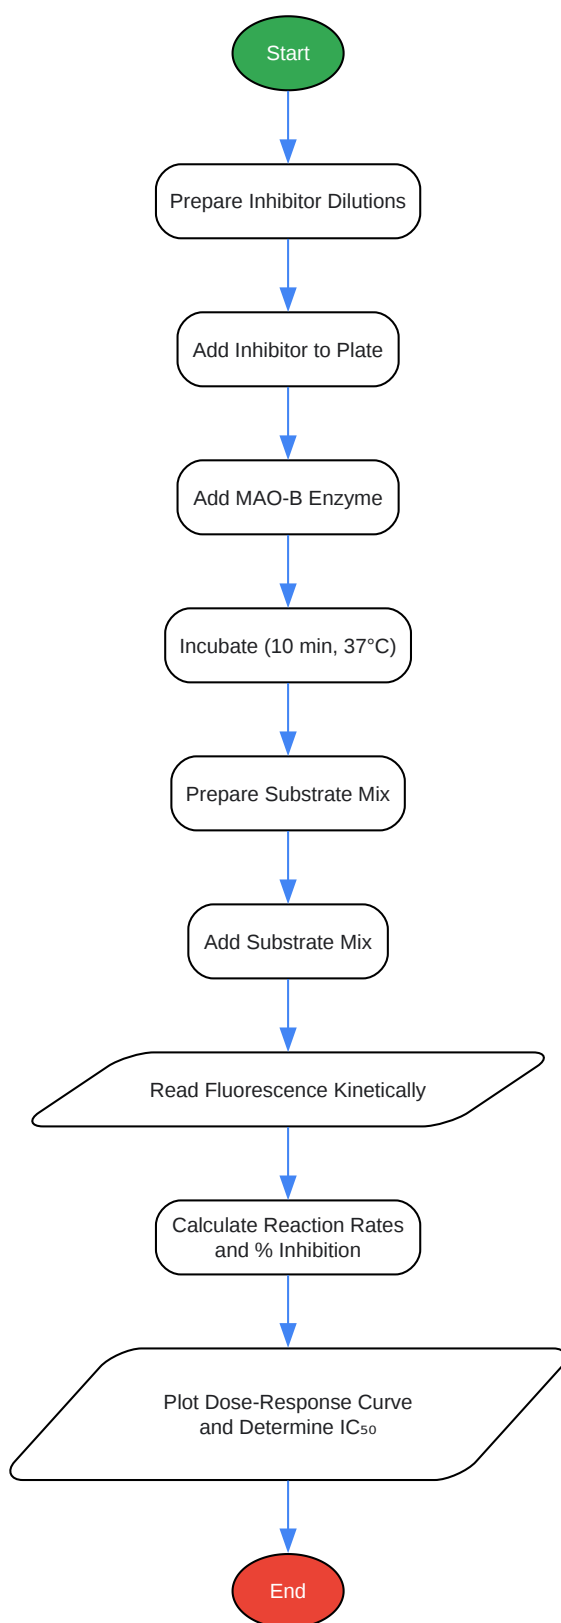 Start
Prepare Inhibitor Dilutions
Add Inhibitor to Plate
Add MAO-B Enzyme
Incubate (10 min, 37°C)
Prepare Substrate Mix
Add Substrate Mix
Read Fluorescence Kinetically
Calculate Reaction Rates
and % Inhibition
Plot Dose-Response Curve
and Determine IC₅₀
End